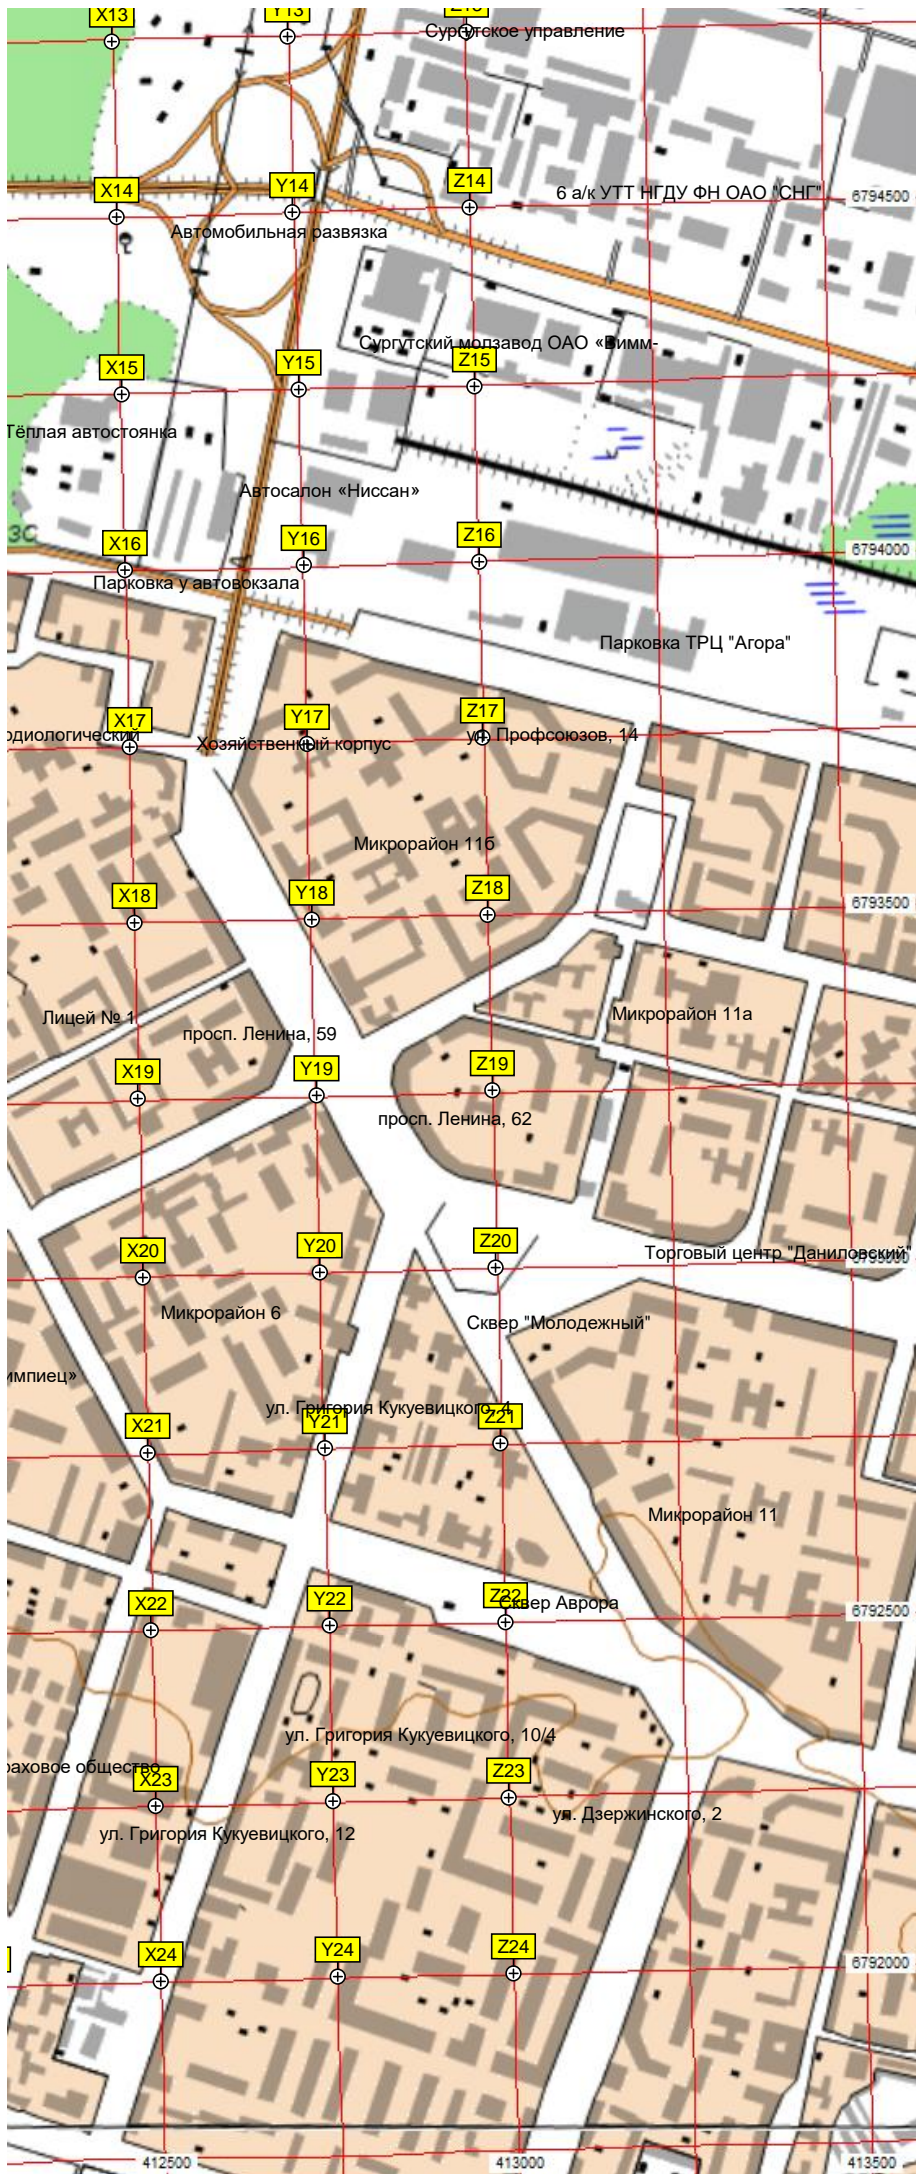 X13
Y13
Сургутское управление
X14
Y14
Z14
6 а/к УТТ НГДУ ФН ОАО "СНГ"
6794500
Автомобильная развязка
Сургутский молзавод ОАО «Вимм-
X15
Y15
Z15
Тёплая автостоянка
Автосалон «Ниссан»
ЗС
X16
Y16
Z16
6794000
Парковка у автовокзала
Парковка ТРЦ "Агора"
X17
Y17
Z17
одиологический
Хозяйственный корпус
ул. Профсоюзов, 14
Микрорайон 11б
X18
Y18
Z18
6793500
Лицей № 1
просп. Ленина, 59
Микрорайон 11а
X19
Y19
Z19
просп. Ленина, 62
X20
Y20
Z20
Торговый центр "Даниловский"
Микрорайон 6
Сквер "Молодежный"
импиец»
ул. Григория Кукуевицкого, 4
X21
Y21
Z21
Микрорайон 11
X22
Y22
Z22
Сквер Аврора
6792500
ул. Григория Кукуевицкого, 10/4
раховое общество
X23
Y23
Z23
ул. Дзержинского, 2
ул. Григория Кукуевицкого, 12
X24
Y24
Z24
6792000
412500
413000
413500